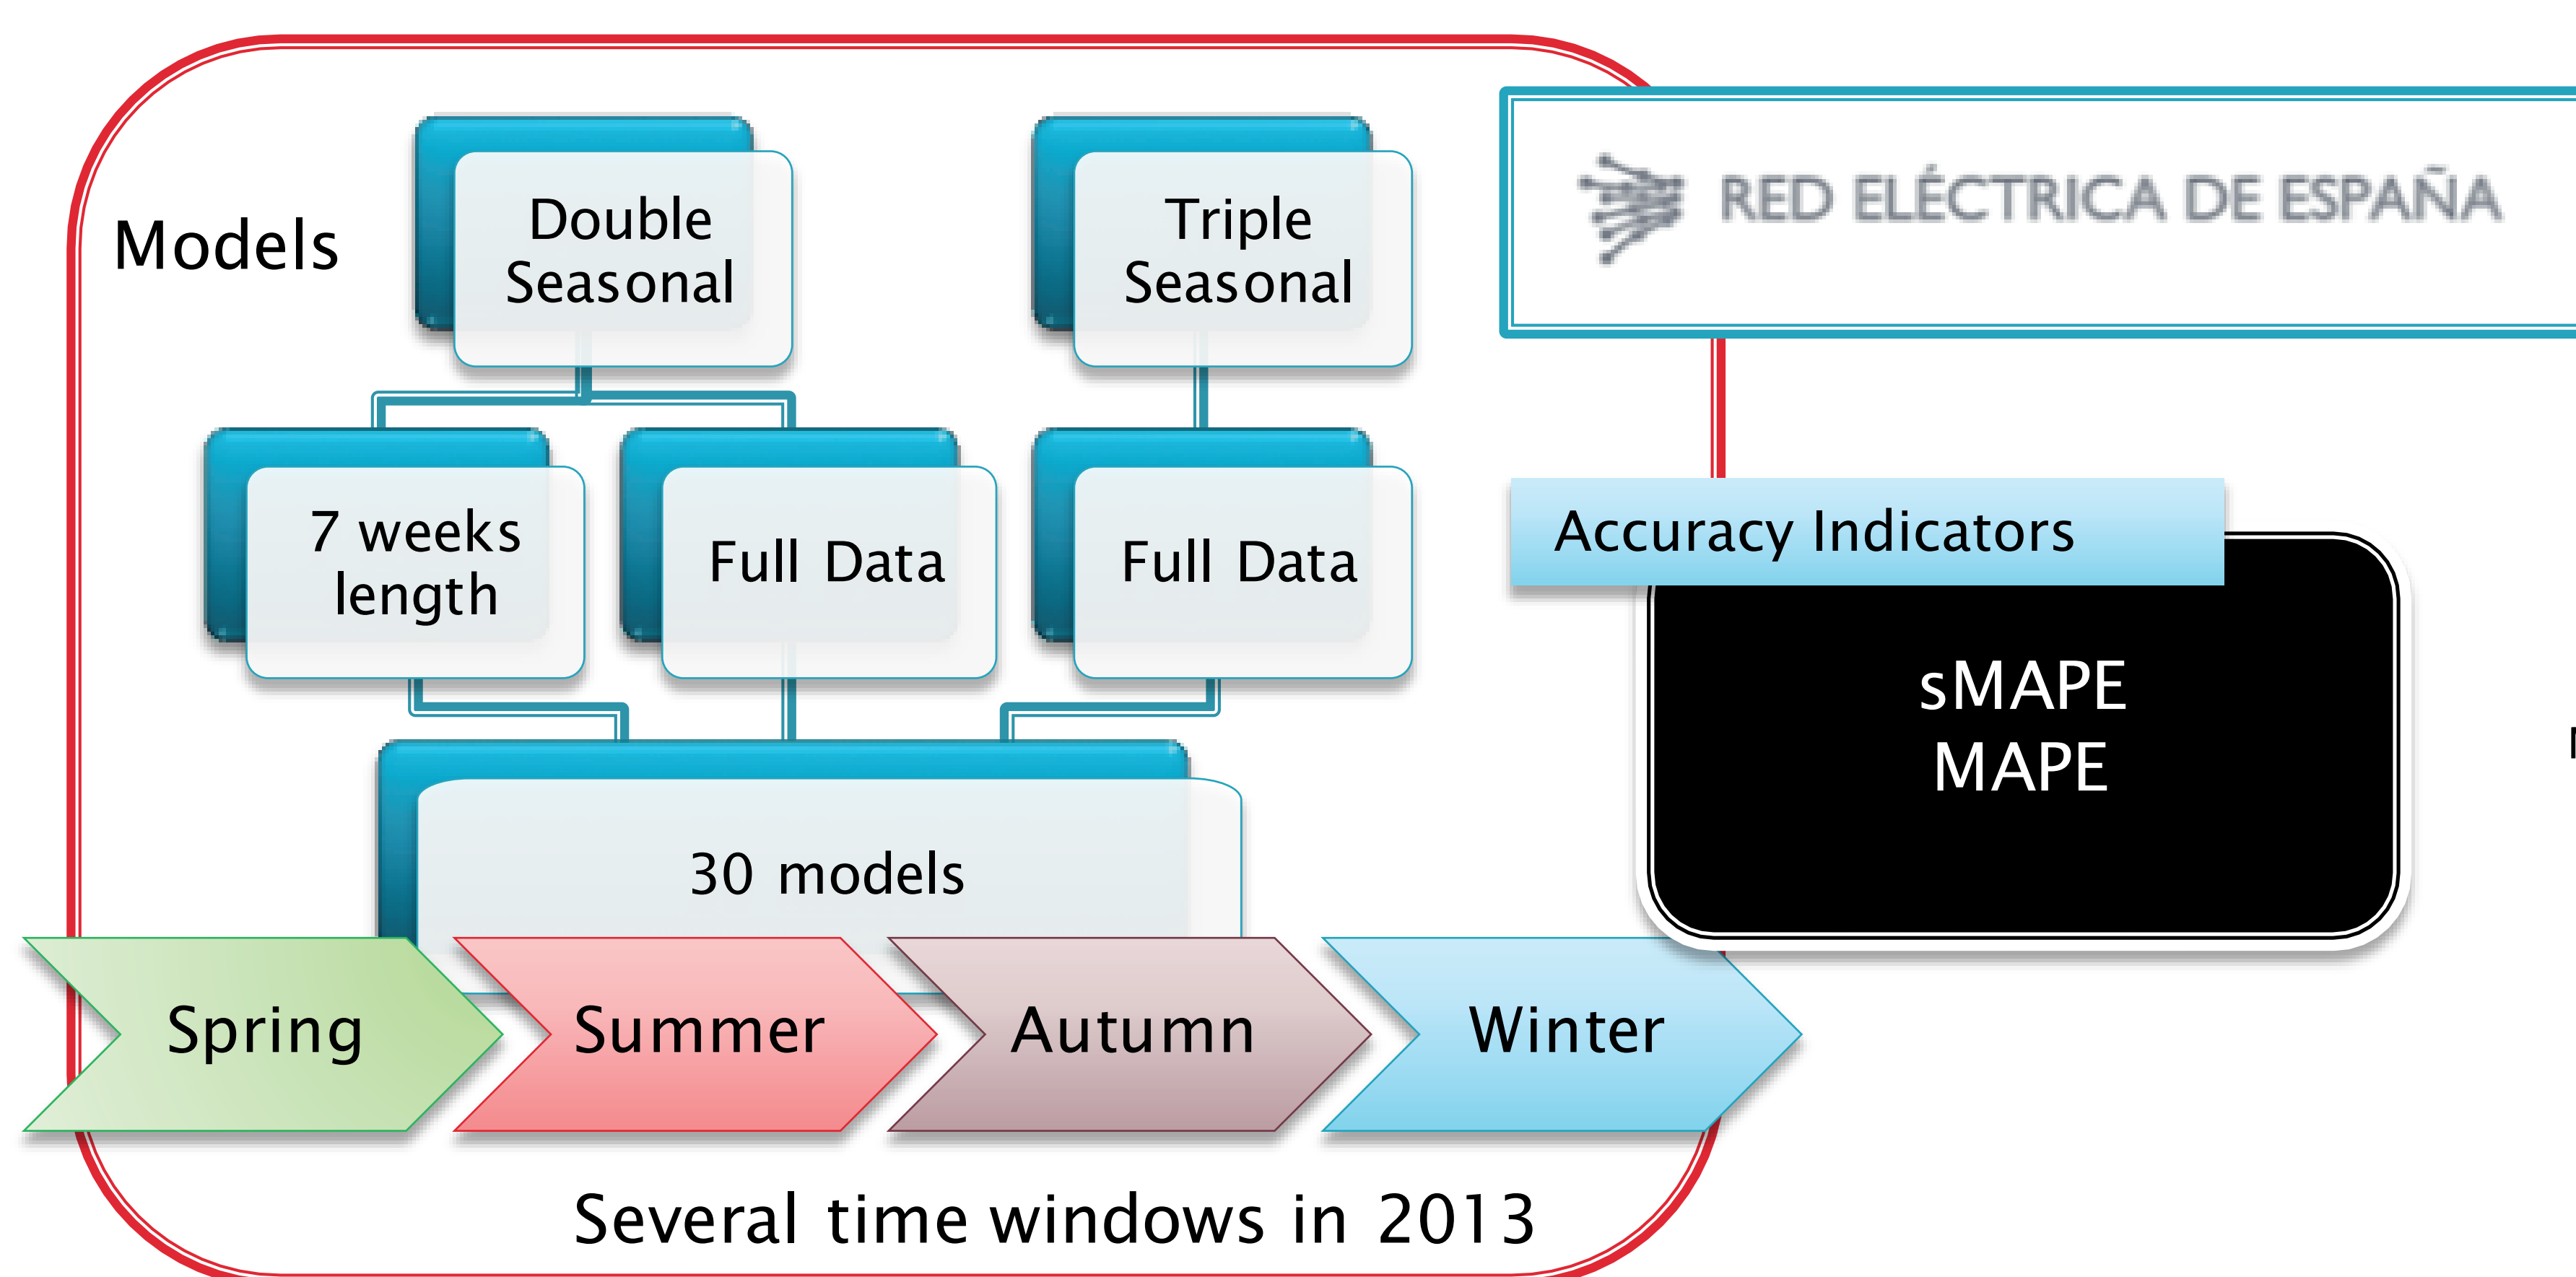 Models
Double
Seasonal
Triple
Seasonal
RED ELÉCTRICA DE ESPAÑA
7 weeks
length
Full Data
Full Data
Accuracy Indicators
sMAPE
MAPE
30 models
Spring
Summer
Autumn
Winter
Several time windows in 2013